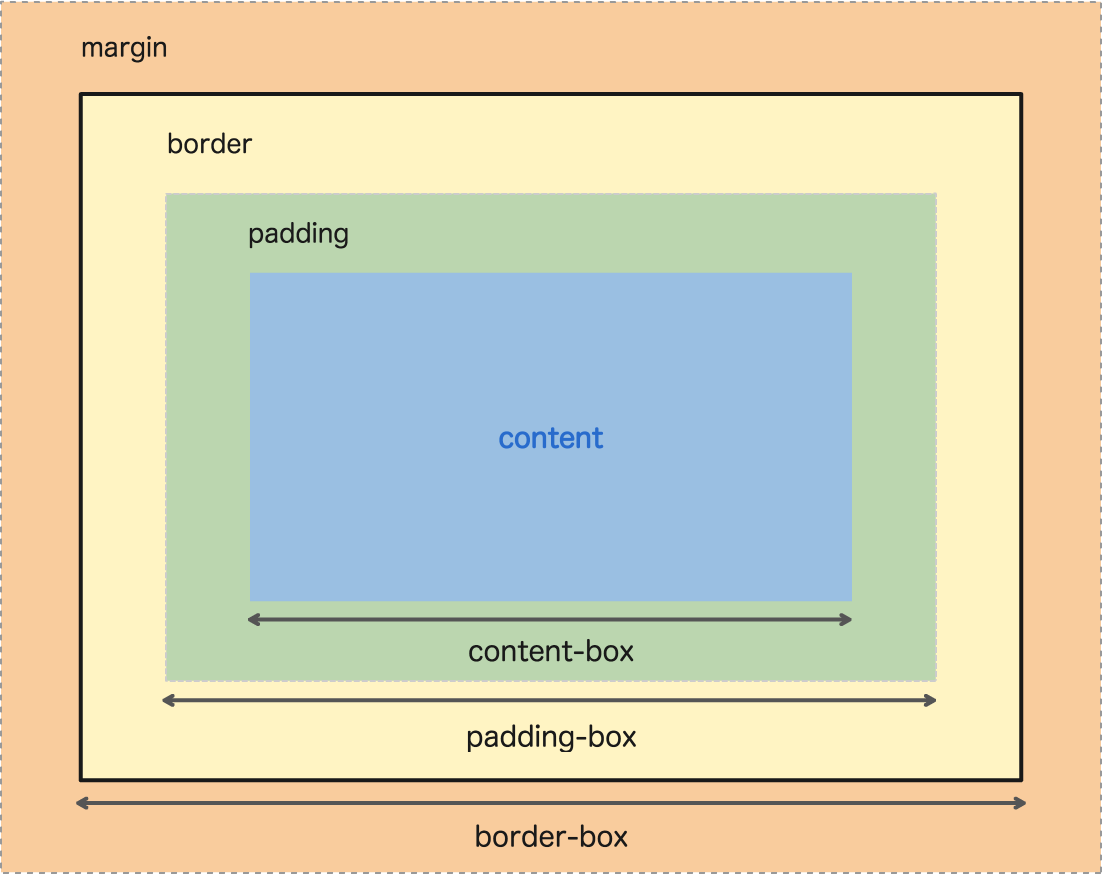 margin
border
padding
content
content-box
padding-box
border-box